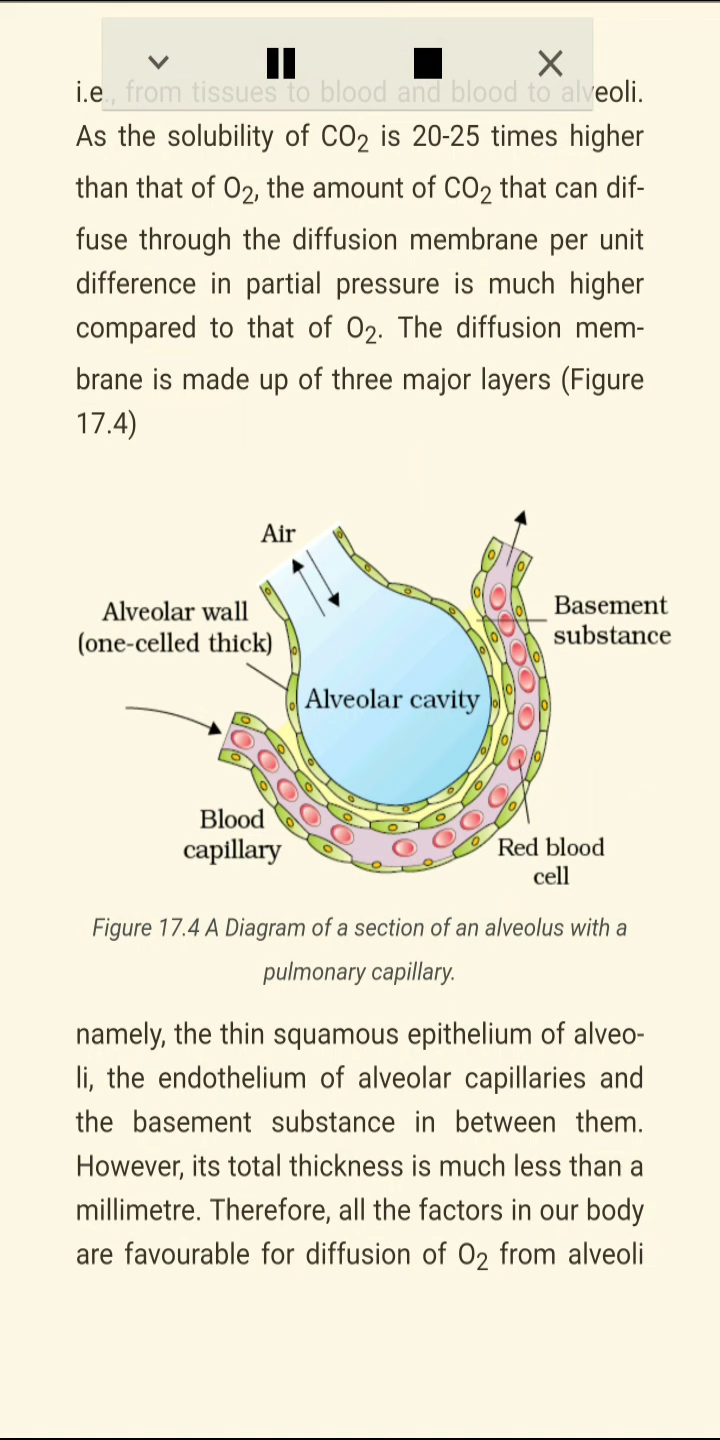 i.e., from tissues to blood and blood to alveoli.
As the solubility of CO₂ is 20-25 times higher
than that of O₂, the amount of CO₂ that can dif-
fuse through the diffusion membrane per unit
difference in partial pressure is much higher
compared to that of O₂. The diffusion mem-
brane is made up of three major layers (Figure
17.4)
Air
Alveolar wall
(one-celled thick)
Basement
substance
Alveolar cavity
Blood
capillary
Red blood
cell
Figure 17.4 A Diagram of a section of an alveolus with a
pulmonary capillary.
namely, the thin squamous epithelium of alveo-
li, the endothelium of alveolar capillaries and
the basement substance in between them.
However, its total thickness is much less than a
millimetre. Therefore, all the factors in our body
are favourable for diffusion of O₂ from alveoli